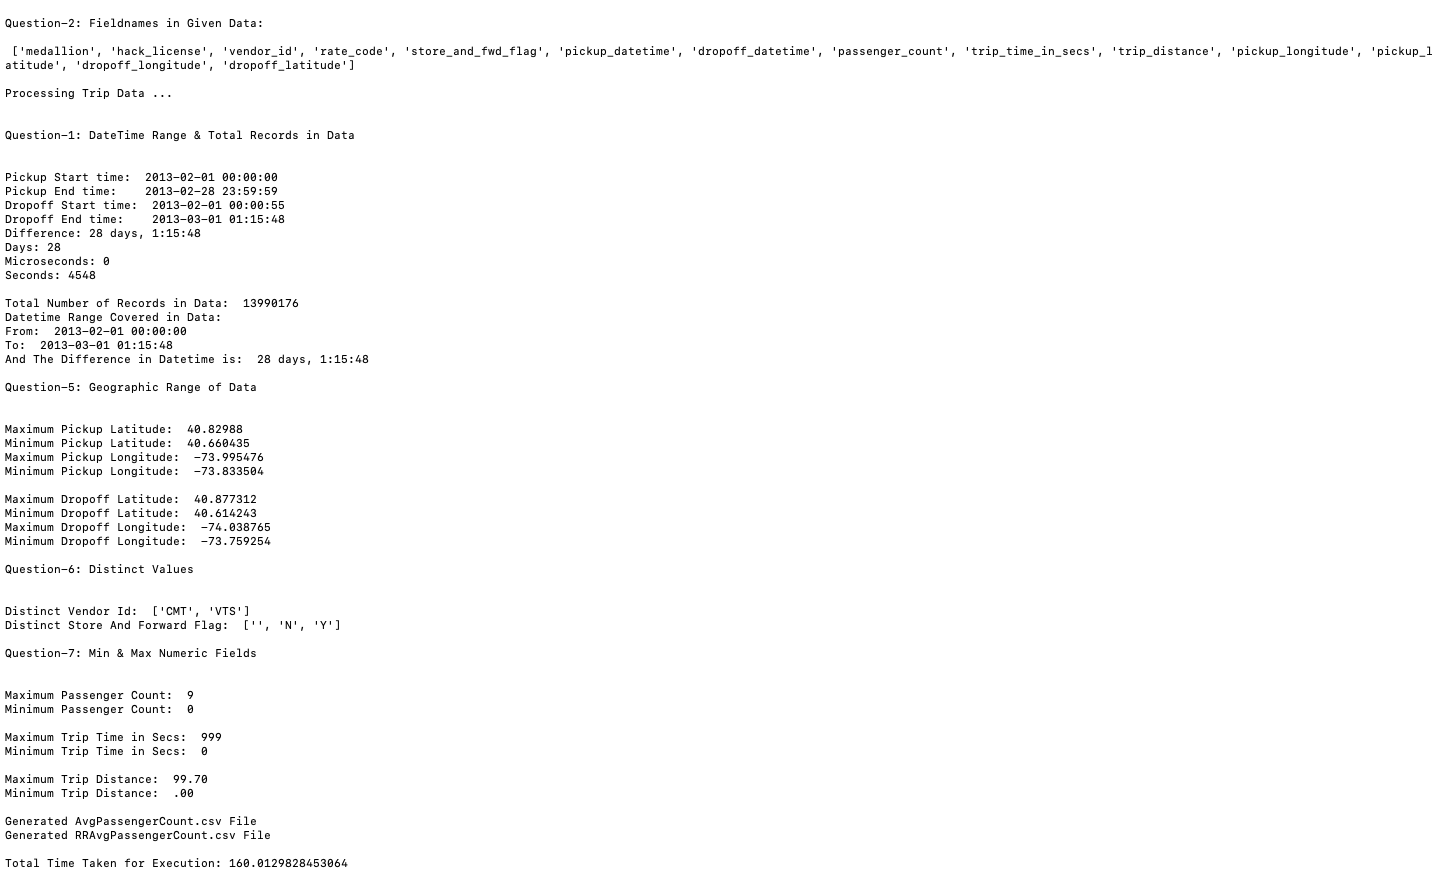 Question-2: Fieldnames in Given Data:
['medallion', 'hack_license', 'vendor_id', 'rate_code', 'store_and_fwd_flag', 'pickup_datetime', 'dropoff_datetime', 'passenger_count', 'trip_time_in_secs', 'trip_distance', 'pickup_longitude', 'pickup_l
atitude', 'dropoff_longitude', 'dropoff_latitude']
Processing Trip Data ...
Question-1: DateTime Range & Total Records in Data
Pickup Start time:  2013-02-01 00:00:00
Pickup End time:    2013-02-28 23:59:59
Dropoff Start time:  2013-02-01 00:00:55
Dropoff End time:    2013-03-01 01:15:48
Difference: 28 days, 1:15:48
Days: 28
Microseconds: 0
Seconds: 4548
Total Number of Records in Data:  13990176
Datetime Range Covered in Data:
From:  2013-02-01 00:00:00
To:  2013-03-01 01:15:48
And The Difference in Datetime is:  28 days, 1:15:48
Question-5: Geographic Range of Data
Maximum Pickup Latitude:  40.82988
Minimum Pickup Latitude:  40.660435
Maximum Pickup Longitude:  -73.995476
Minimum Pickup Longitude:  -73.833504
Maximum Dropoff Latitude:  40.877312
Minimum Dropoff Latitude:  40.614243
Maximum Dropoff Longitude:  -74.038765
Minimum Dropoff Longitude:  -73.759254
Question-6: Distinct Values
Distinct Vendor Id:  ['CMT', 'VTS']
Distinct Store And Forward Flag:  ['', 'N', 'Y']
Question-7: Min & Max Numeric Fields
Maximum Passenger Count:  9
Minimum Passenger Count:  0
Maximum Trip Time in Secs:  999
Minimum Trip Time in Secs:  0
Maximum Trip Distance:  99.70
Minimum Trip Distance:  .00
Generated AvgPassengerCount.csv File
Generated RRAvgPassengerCount.csv File
Total Time Taken for Execution: 160.0129828453064